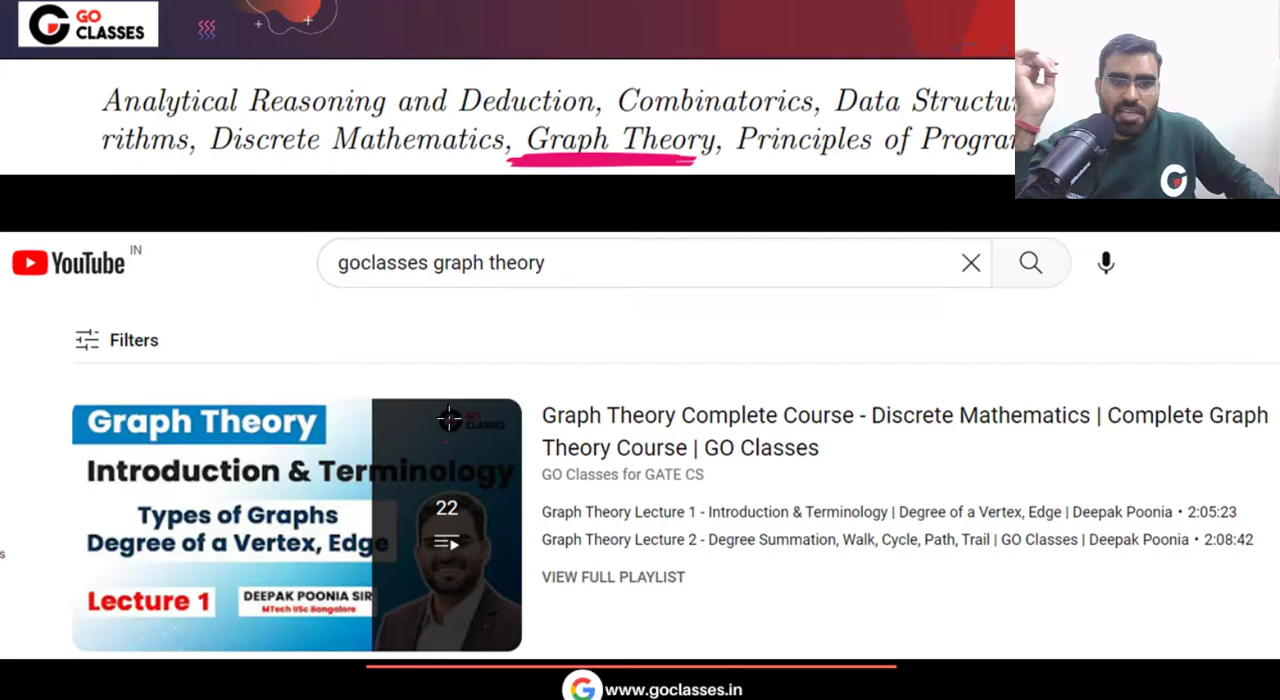 GO
CLASSES
Analytical Reasoning and Deduction, Combinatorics, Data Structu
rithms, Discrete Mathematics, Graph Theory, Principles of Progra
YouTube IN
goclasses graph theory
Filters
Graph Theory
Introduction & Terminology
Types of Graphs
Degree of a Vertex, Edge
Lecture 1
DEEPAK POONIA SIR
MTech IISc Bangalore
GO
CLASSES
22
Graph Theory Complete Course - Discrete Mathematics | Complete Graph
Theory Course | GO Classes
GO Classes for GATE CS
Graph Theory Lecture 1 - Introduction & Terminology | Degree of a Vertex, Edge | Deepak Poonia • 2:05:23
Graph Theory Lecture 2 - Degree Summation, Walk, Cycle, Path, Trail | GO Classes | Deepak Poonia • 2:08:42
VIEW FULL PLAYLIST
s
www.goclasses.in